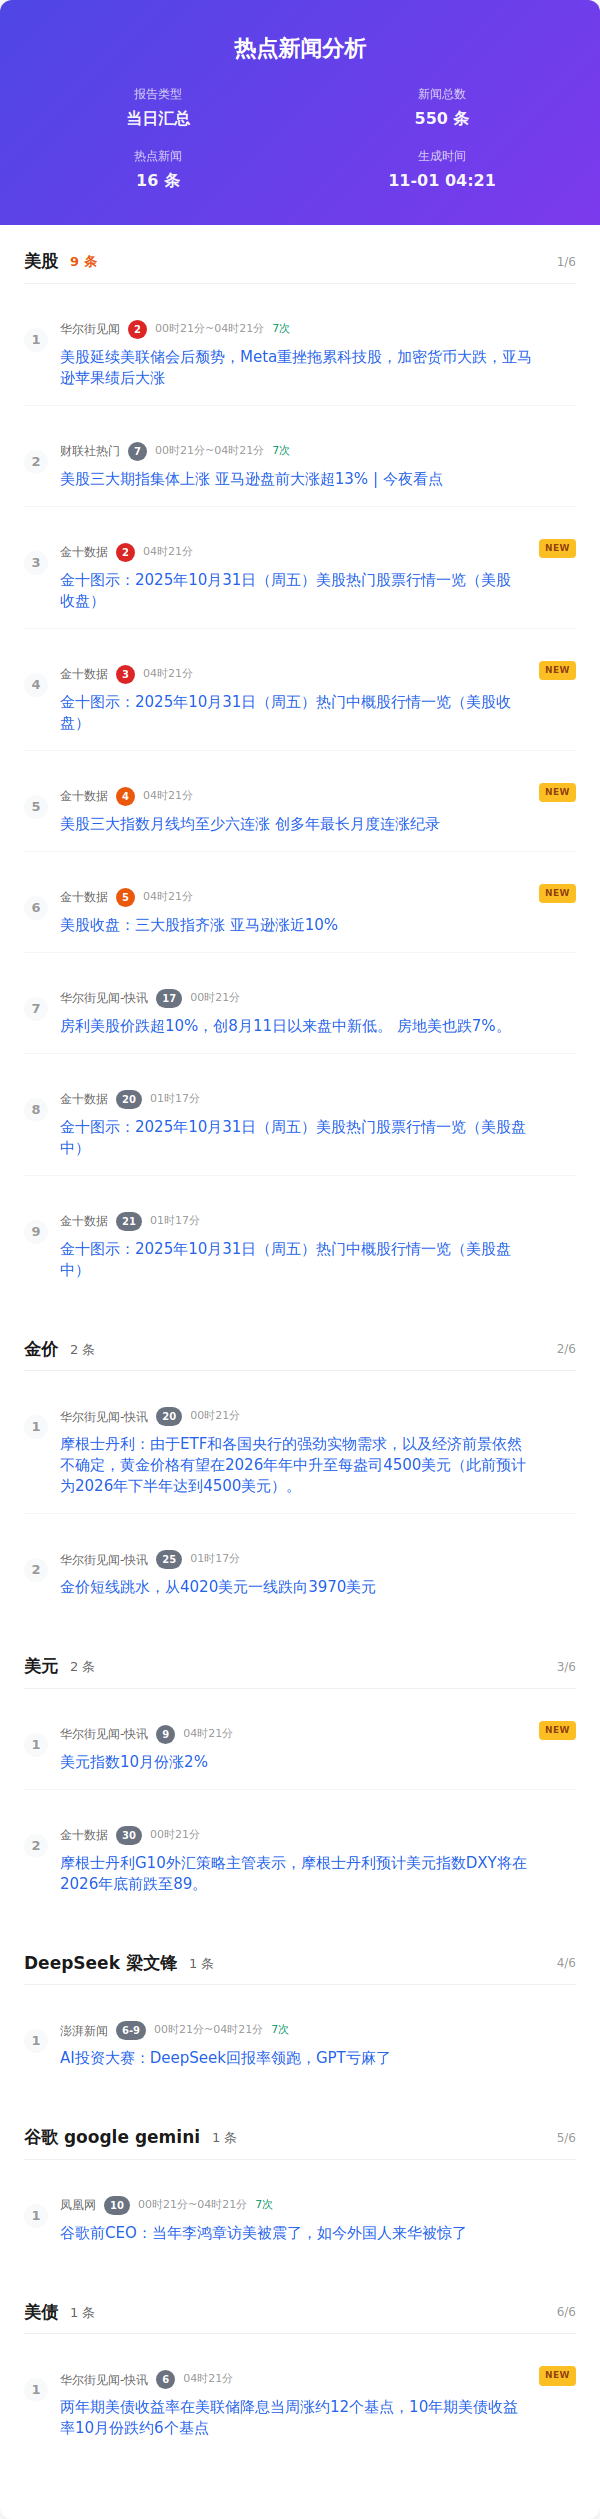 热点新闻分析
报告类型
当日汇总
新闻总数
550 条
热点新闻
16 条
生成时间
11-01 04:21
美股 9 条 1/6
1
华尔街见闻 2 00时21分~04时21分 7次
美股延续美联储会后颓势，Meta重挫拖累科技股，加密货币大跌，亚马
逊苹果绩后大涨
2
财联社热门 7 00时21分~04时21分 7次
美股三大期指集体上涨 亚马逊盘前大涨超13% | 今夜看点
3
金十数据 2 04时21分 NEW
金十图示：2025年10月31日（周五）美股热门股票行情一览（美股
收盘）
4
金十数据 3 04时21分 NEW
金十图示：2025年10月31日（周五）热门中概股行情一览（美股收
盘）
5
金十数据 4 04时21分 NEW
美股三大指数月线均至少六连涨 创多年最长月度连涨纪录
6
金十数据 5 04时21分 NEW
美股收盘：三大股指齐涨 亚马逊涨近10%
7
华尔街见闻-快讯 17 00时21分
房利美股价跌超10%，创8月11日以来盘中新低。 房地美也跌7%。
8
金十数据 20 01时17分
金十图示：2025年10月31日（周五）美股热门股票行情一览（美股盘
中）
9
金十数据 21 01时17分
金十图示：2025年10月31日（周五）热门中概股行情一览（美股盘
中）
金价 2 条 2/6
1
华尔街见闻-快讯 20 00时21分
摩根士丹利：由于ETF和各国央行的强劲实物需求，以及经济前景依然
不确定，黄金价格有望在2026年年中升至每盎司4500美元（此前预计
为2026年下半年达到4500美元）。
2
华尔街见闻-快讯 25 01时17分
金价短线跳水，从4020美元一线跌向3970美元
美元 2 条 3/6
1
华尔街见闻-快讯 9 04时21分 NEW
美元指数10月份涨2%
2
金十数据 30 00时21分
摩根士丹利G10外汇策略主管表示，摩根士丹利预计美元指数DXY将在
2026年底前跌至89。
DeepSeek 梁文锋 1 条 4/6
1
澎湃新闻 6-9 00时21分~04时21分 7次
AI投资大赛：DeepSeek回报率领跑，GPT亏麻了
谷歌 google gemini 1 条 5/6
1
凤凰网 10 00时21分~04时21分 7次
谷歌前CEO：当年李鸿章访美被震了，如今外国人来华被惊了
美债 1 条 6/6
1
华尔街见闻-快讯 6 04时21分 NEW
两年期美债收益率在美联储降息当周涨约12个基点，10年期美债收益
率10月份跌约6个基点